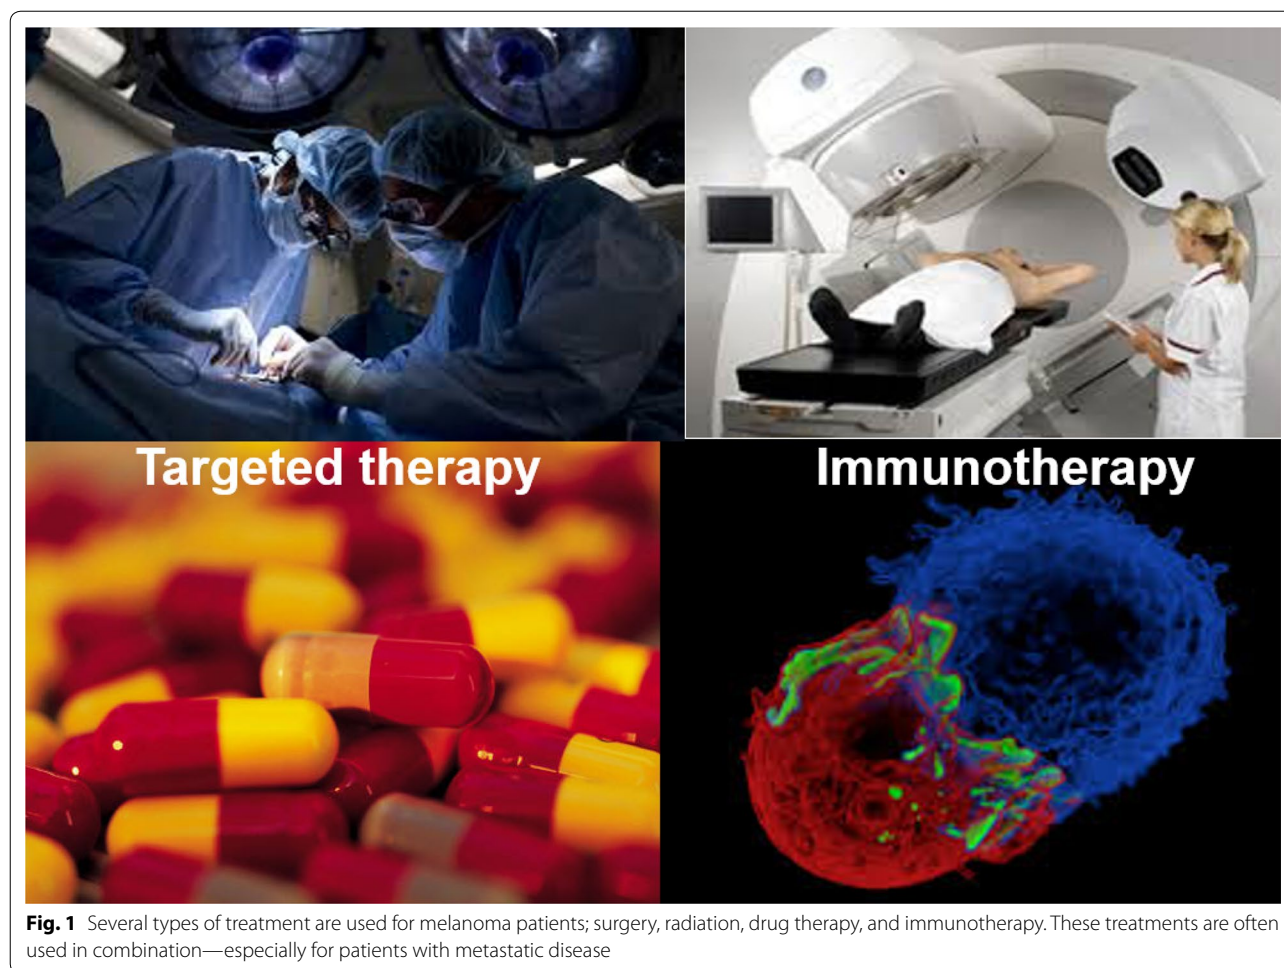 Targeted therapy
Immunotherapy
Fig. 1 Several types of treatment are used for melanoma patients; surgery, radiation, drug therapy, and immunotherapy. These treatments are often
used in combination—especially for patients with metastatic disease